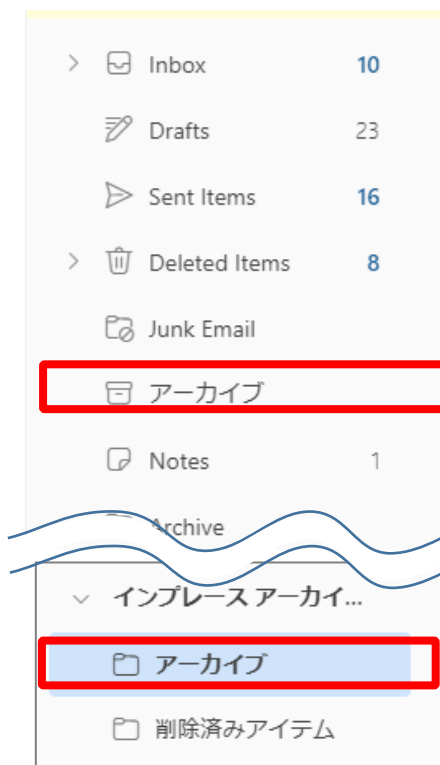 Inbox 10
Drafts 23
Sent Items 16
Deleted Items 8
Junk Email
アーカイブ
Notes 1
Archive
インプレース アーカイ...
アーカイブ
削除済みアイテム